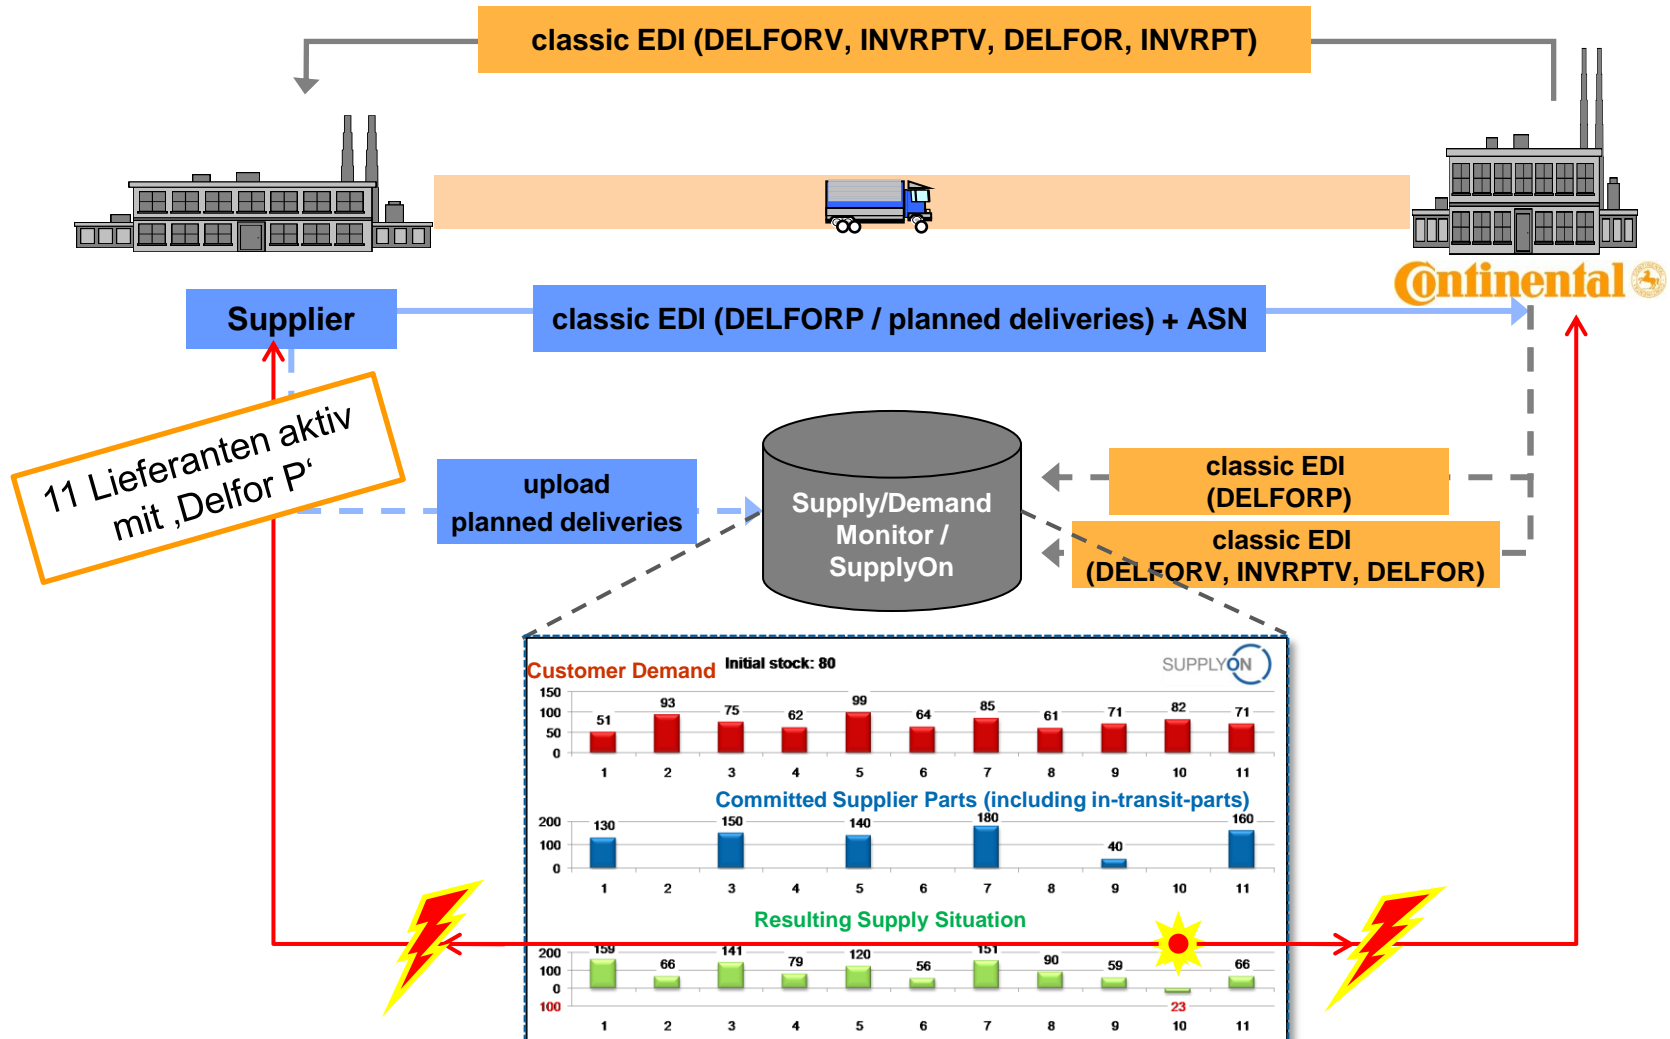 classic EDI (DELFORV, INVRPTV, DELFOR, INVRPT)
Continental
Supplier
classic EDI (DELFORP / planned deliveries) + ASN
11 Lieferanten aktiv
mit ‚Delfor P‘
upload
planned deliveries
Supply/Demand
Monitor /
SupplyOn
classic EDI
(DELFORP)
classic EDI
(DELFORV, INVRPTV, DELFOR)
Customer Demand Initial stock: 80
SUPPLYON
150
100
50
0
51 93 75 62 99 64 85 61 71 82 71
1 2 3 4 5 6 7 8 9 10 11
Committed Supplier Parts (including in-transit-parts)
200
100
0
130 150 140 180 40 160
1 2 3 4 5 6 7 8 9 10 11
Resulting Supply Situation
200
100
0
100
159 66 141 79 120 56 151 90 59 23 66
1 2 3 4 5 6 7 8 9 10 11